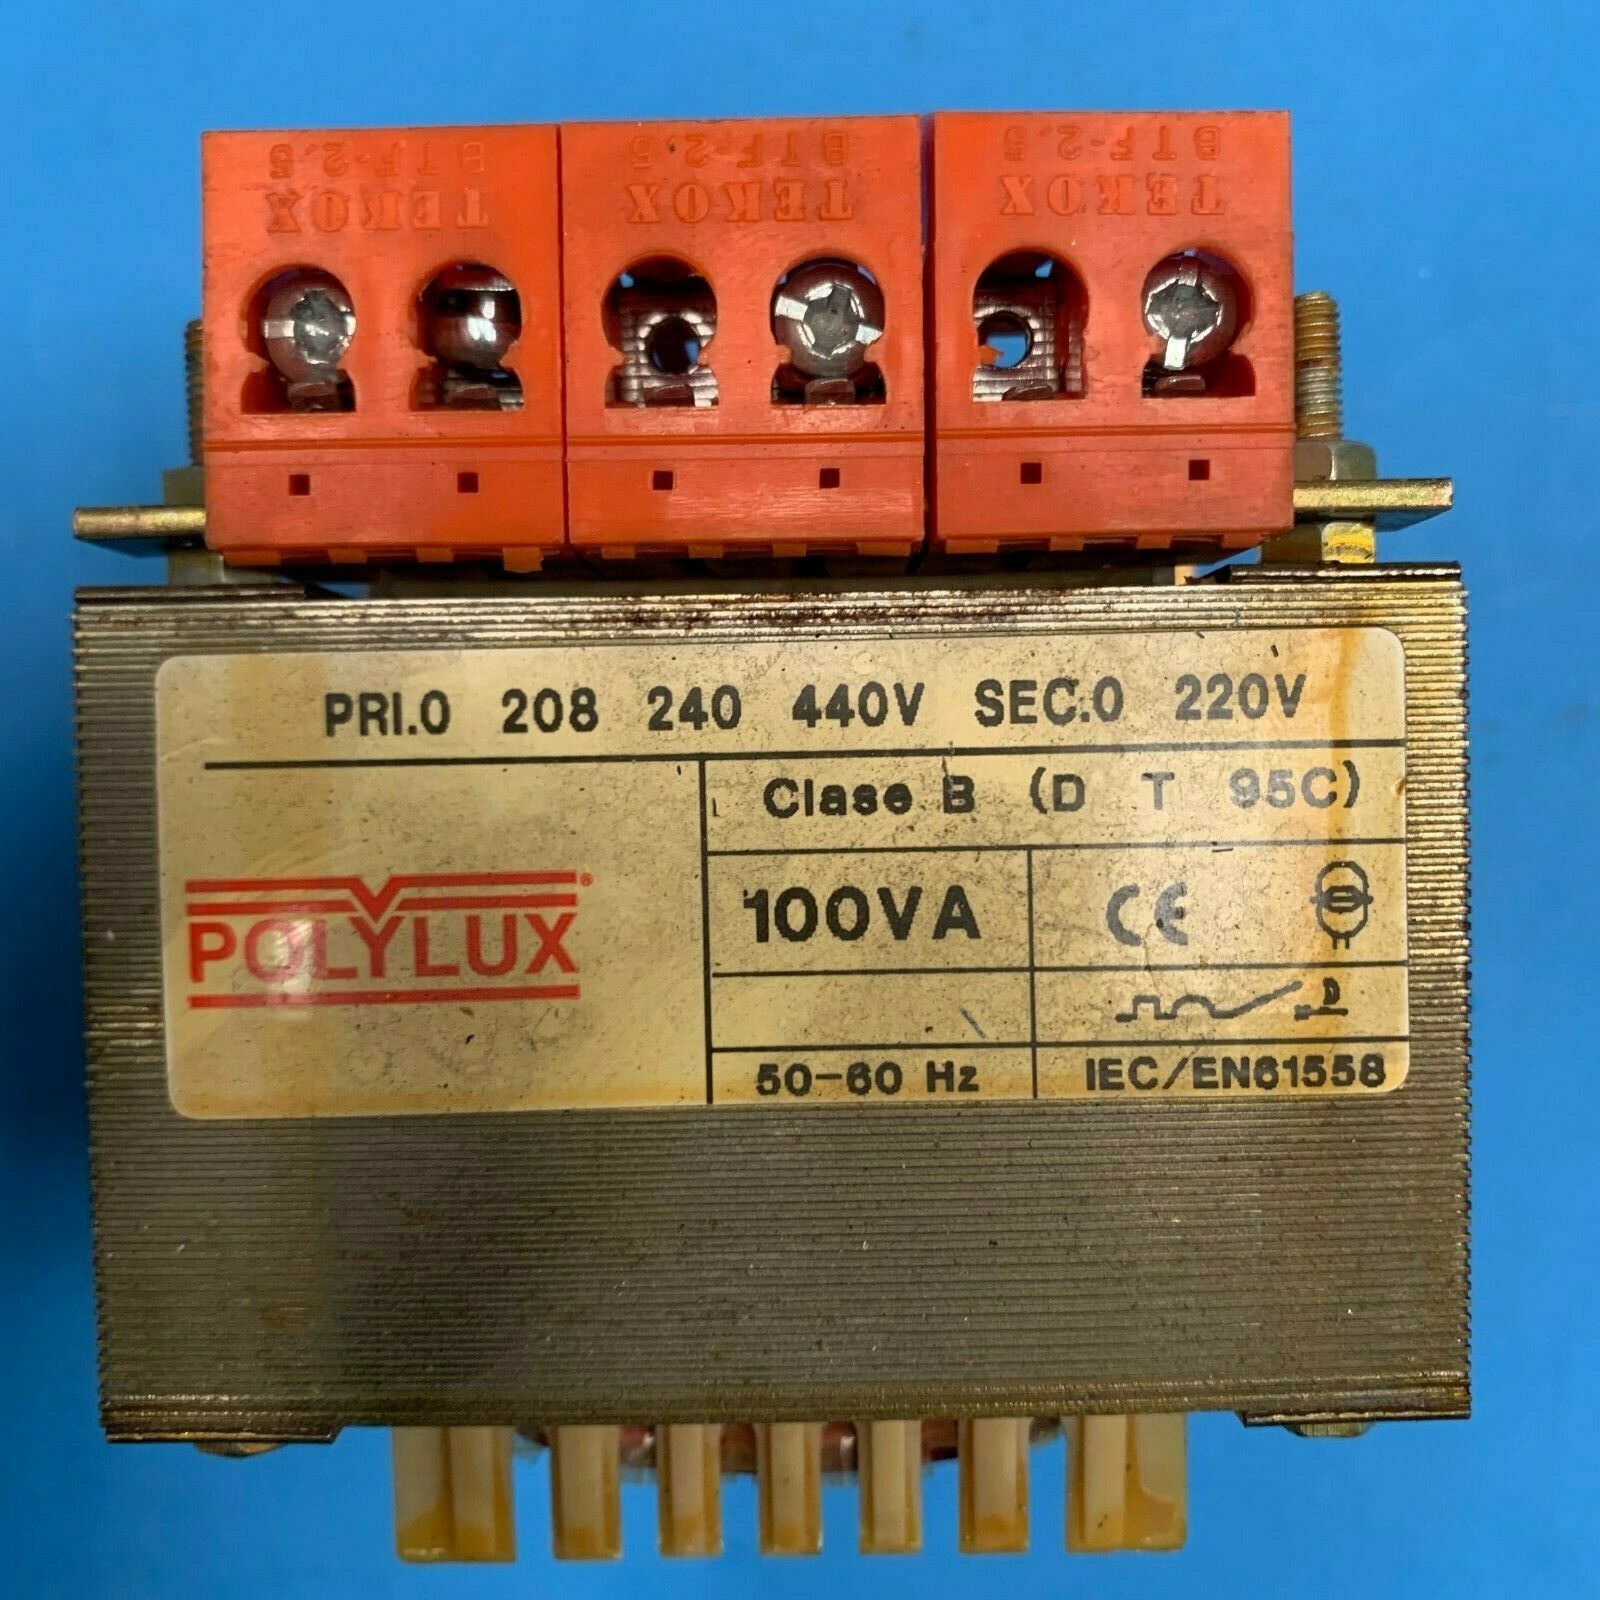 BTF-2,5 BTF-2,5 BTF-2,5
TEKOX TEKOX TEKOX
PRI.0 208 240 440V SEC.0 220V
Clase B (D T 95C)
POLYLUX®
100VA CE
D
50-60 Hz IEC/EN61558